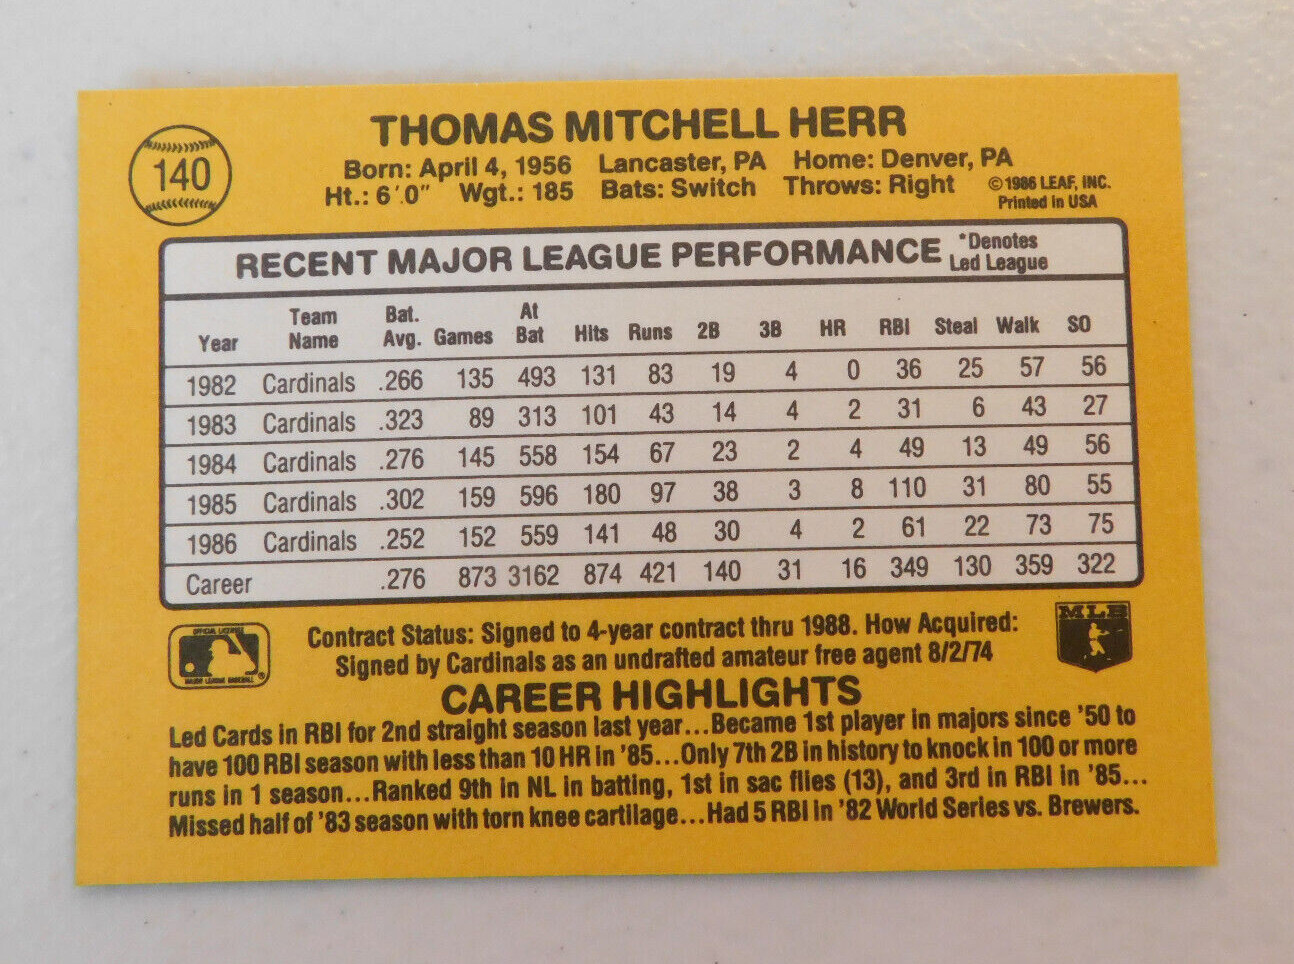 140
THOMAS MITCHELL HERR
Born: April 4, 1956 Lancaster, PA Home: Denver, PA
Ht.: 6'0" Wgt.: 185 Bats: Switch Throws: Right
©1986 LEAF, INC.
Printed in USA
RECENT MAJOR LEAGUE PERFORMANCE
*Denotes
Led League
Year Team Name Bat. Avg. Games At Bat Hits Runs 2B 3B HR RBI Steal Walk SO
1982 Cardinals .266 135 493 131 83 19 4 0 36 25 57 56
1983 Cardinals .323 89 313 101 43 14 4 2 31 6 43 27
1984 Cardinals .276 145 558 154 67 23 2 4 49 13 49 56
1985 Cardinals .302 159 596 180 97 38 3 8 110 31 80 55
1986 Cardinals .252 152 559 141 48 30 4 2 61 22 73 75
Career .276 873 3162 874 421 140 31 16 349 130 359 322
OFFICIAL LICENSEE
MAJOR LEAGUE BASEBALL
®
Contract Status: Signed to 4-year contract thru 1988. How Acquired:
Signed by Cardinals as an undrafted amateur free agent 8/2/74
MLB
CAREER HIGHLIGHTS
Led Cards in RBI for 2nd straight season last year...Became 1st player in majors since '50 to
have 100 RBI season with less than 10 HR in '85...Only 7th 2B in history to knock in 100 or more
runs in 1 season...Ranked 9th in NL in batting, 1st in sac flies (13), and 3rd in RBI in '85...
Missed half of '83 season with torn knee cartilage...Had 5 RBI in '82 World Series vs. Brewers.